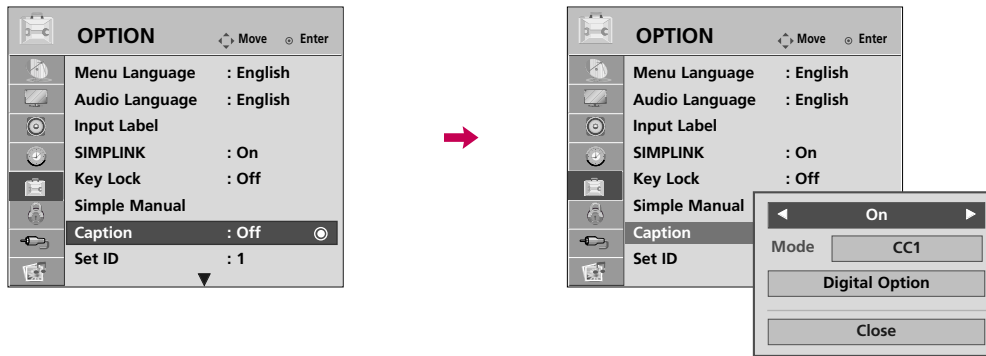 OPTION Move Enter
Menu Language : English
Audio Language : English
Input Label
SIMPLINK : On
Key Lock : Off
Simple Manual
Caption : Off
Set ID : 1
OPTION Move Enter
Menu Language : English
Audio Language : English
Input Label
SIMPLINK : On
Key Lock : Off
Simple Manual
Caption
Set ID
On
Mode CC1
Digital Option
Close